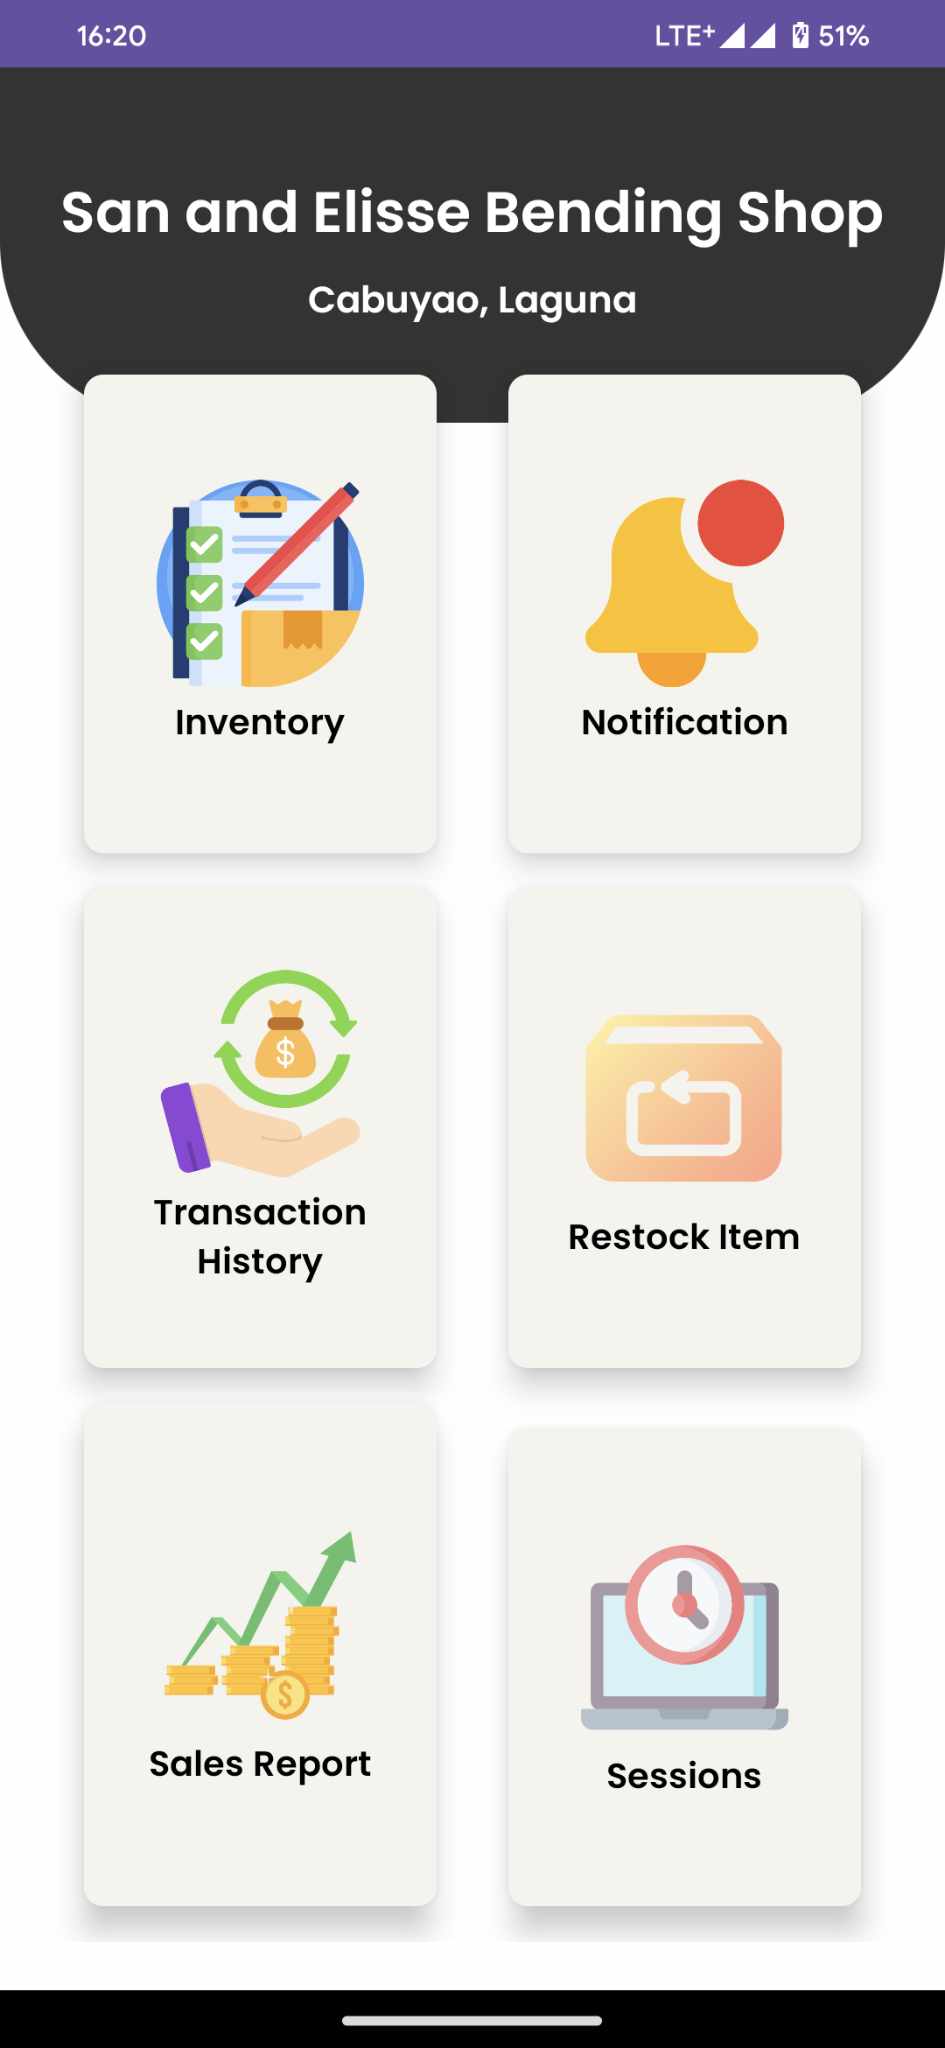 16:20 LTE+ 51%
San and Elisse Bending Shop
Cabuyao, Laguna
Inventory
Notification
$
Transaction
History
Restock Item
$
Sales Report
Sessions